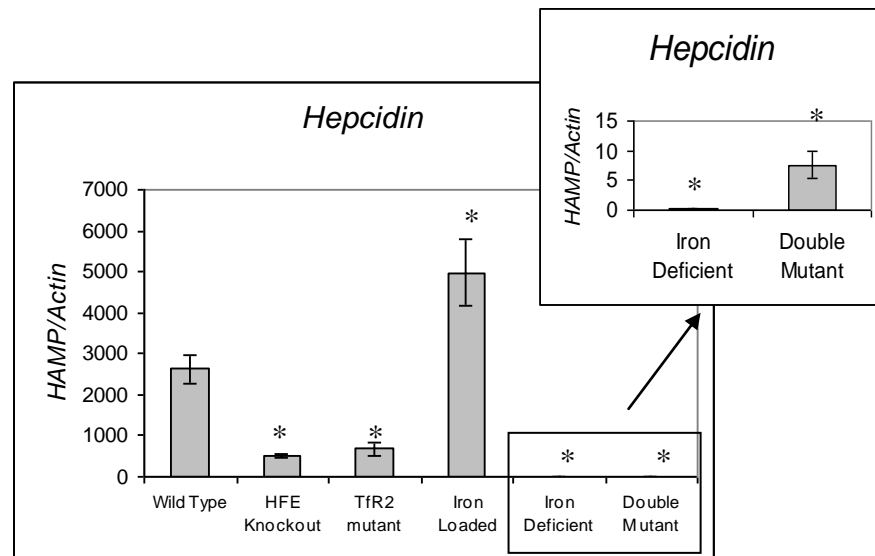 Hepcidin
HAMP/Actin
7000
6000
5000
4000
3000
2000
1000
0
*
*
*
*
*
Wild Type
HFE
Knockout
TfR2
mutant
Iron
Loaded
Iron
Deficient
Double
Mutant
Hepcidin
HAMP/Actin
15
10
5
0
*
*
Iron
Deficient
Double
Mutant